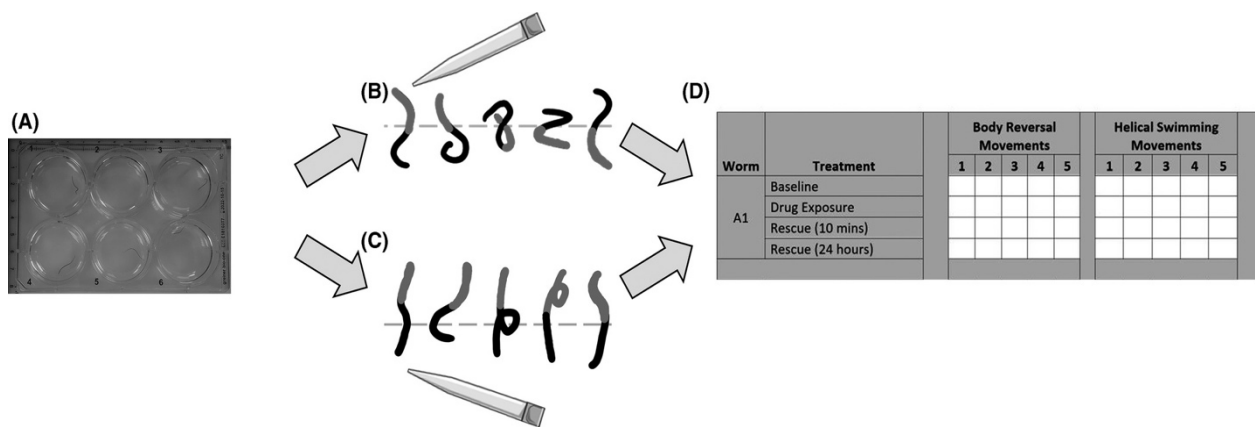 (A)
1 2 3
4 5 6
(B)
(C)
(D)
Worm Treatment Body Reversal Movements Helical Swimming Movements
1 2 3 4 5 1 2 3 4 5
A1
Baseline
Drug Exposure
Rescue (10 mins)
Rescue (24 hours)